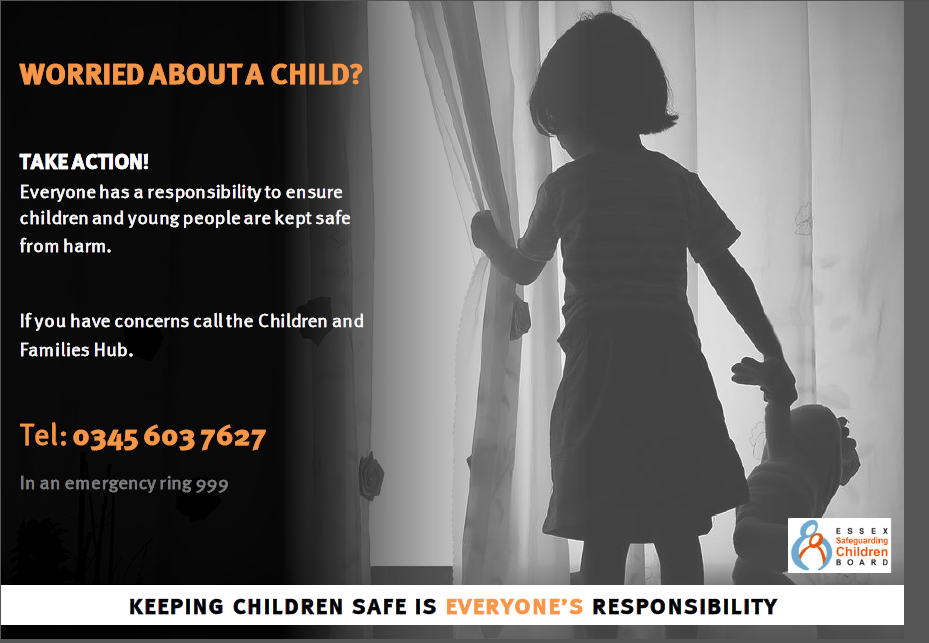 WORRIED ABOUT A CHILD?
TAKE ACTION!
Everyone has a responsibility to ensure
children and young people are kept safe
from harm.
If you have concerns call the Children and
Families Hub.
Tel: 0345 603 7627
In an emergency ring 999
ESSEX
Safeguarding
Children
BOARD
KEEPING CHILDREN SAFE IS EVERYONE'S RESPONSIBILITY